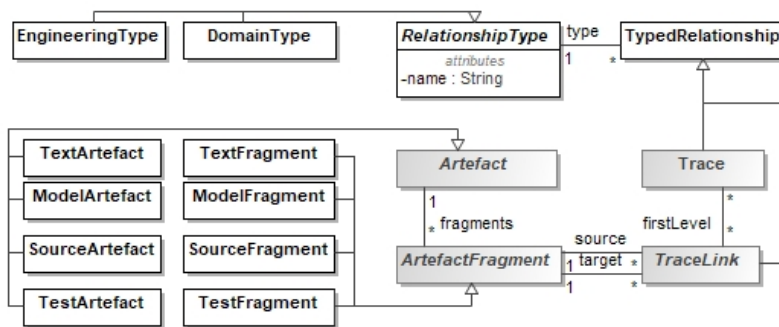 EngineeringType
DomainType
RelationshipType
attributes
-name : String
type
1
*
TypedRelationship
TextArtefact
TextFragment
Artefact
Trace
ModelArtefact
ModelFragment
1
*
fragments
*
firstLevel
*
SourceArtefact
SourceFragment
ArtefactFragment
source
1
*
target
1
*
TraceLink
TestArtefact
TestFragment